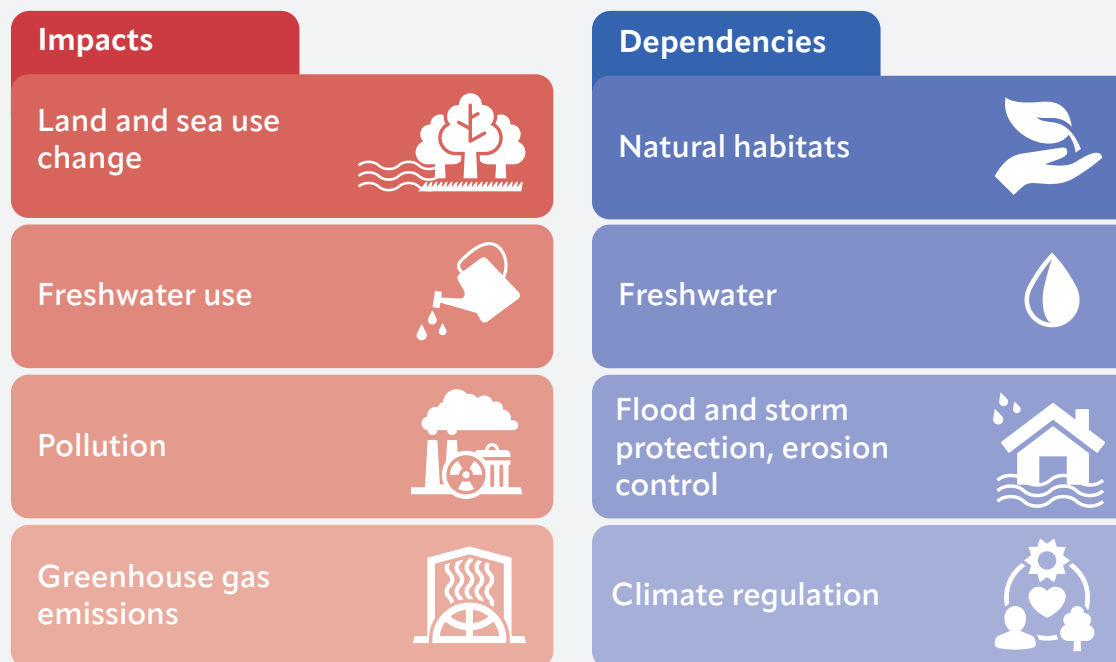 Impacts
Land and sea use
change
Freshwater use
Pollution
Greenhouse gas
emissions
Dependencies
Natural habitats
Freshwater
Flood and storm
protection, erosion
control
Climate regulation